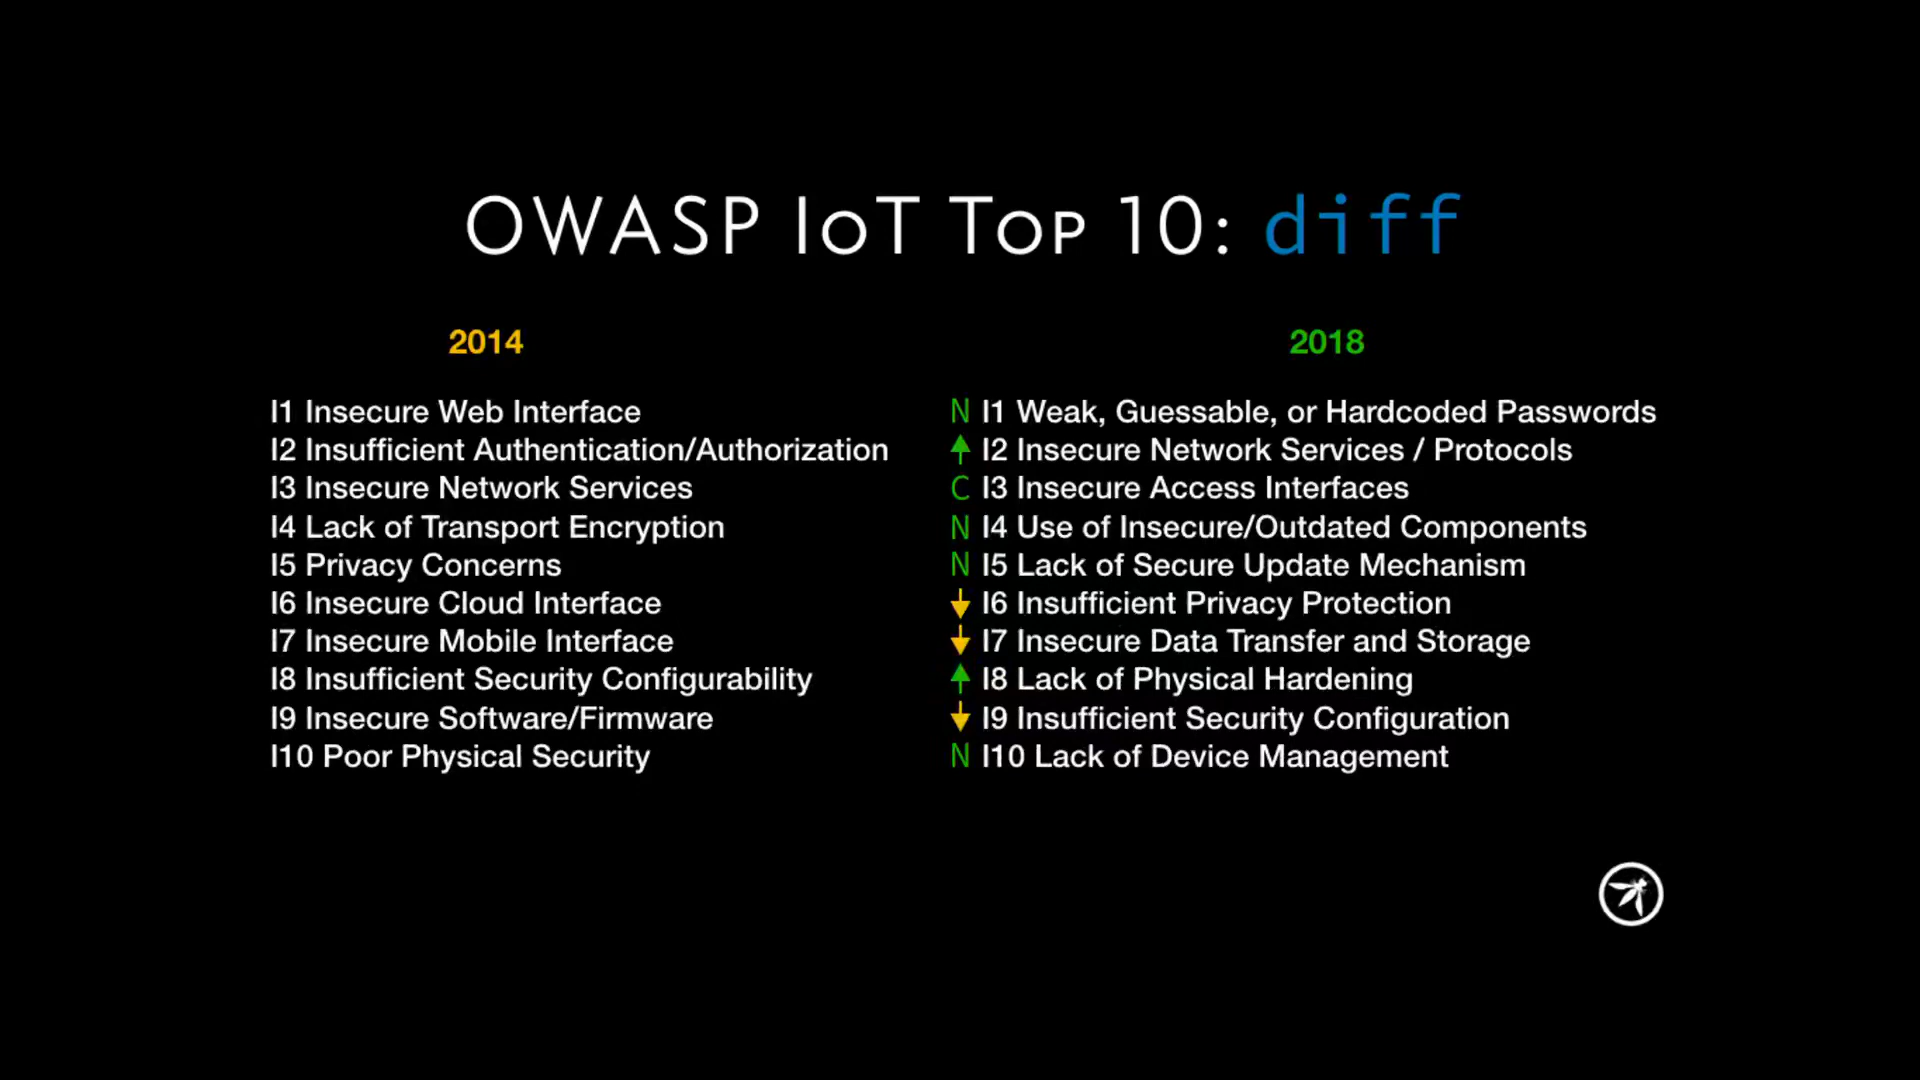 OWASP IoT Top 10: diff
2014
I1 Insecure Web Interface
I2 Insufficient Authentication/Authorization
I3 Insecure Network Services
I4 Lack of Transport Encryption
I5 Privacy Concerns
I6 Insecure Cloud Interface
I7 Insecure Mobile Interface
I8 Insufficient Security Configurability
I9 Insecure Software/Firmware
I10 Poor Physical Security
2018
N I1 Weak, Guessable, or Hardcoded Passwords
↑ I2 Insecure Network Services / Protocols
C I3 Insecure Access Interfaces
N I4 Use of Insecure/Outdated Components
N I5 Lack of Secure Update Mechanism
↓ I6 Insufficient Privacy Protection
↓ I7 Insecure Data Transfer and Storage
↑ I8 Lack of Physical Hardening
↓ I9 Insufficient Security Configuration
N I10 Lack of Device Management